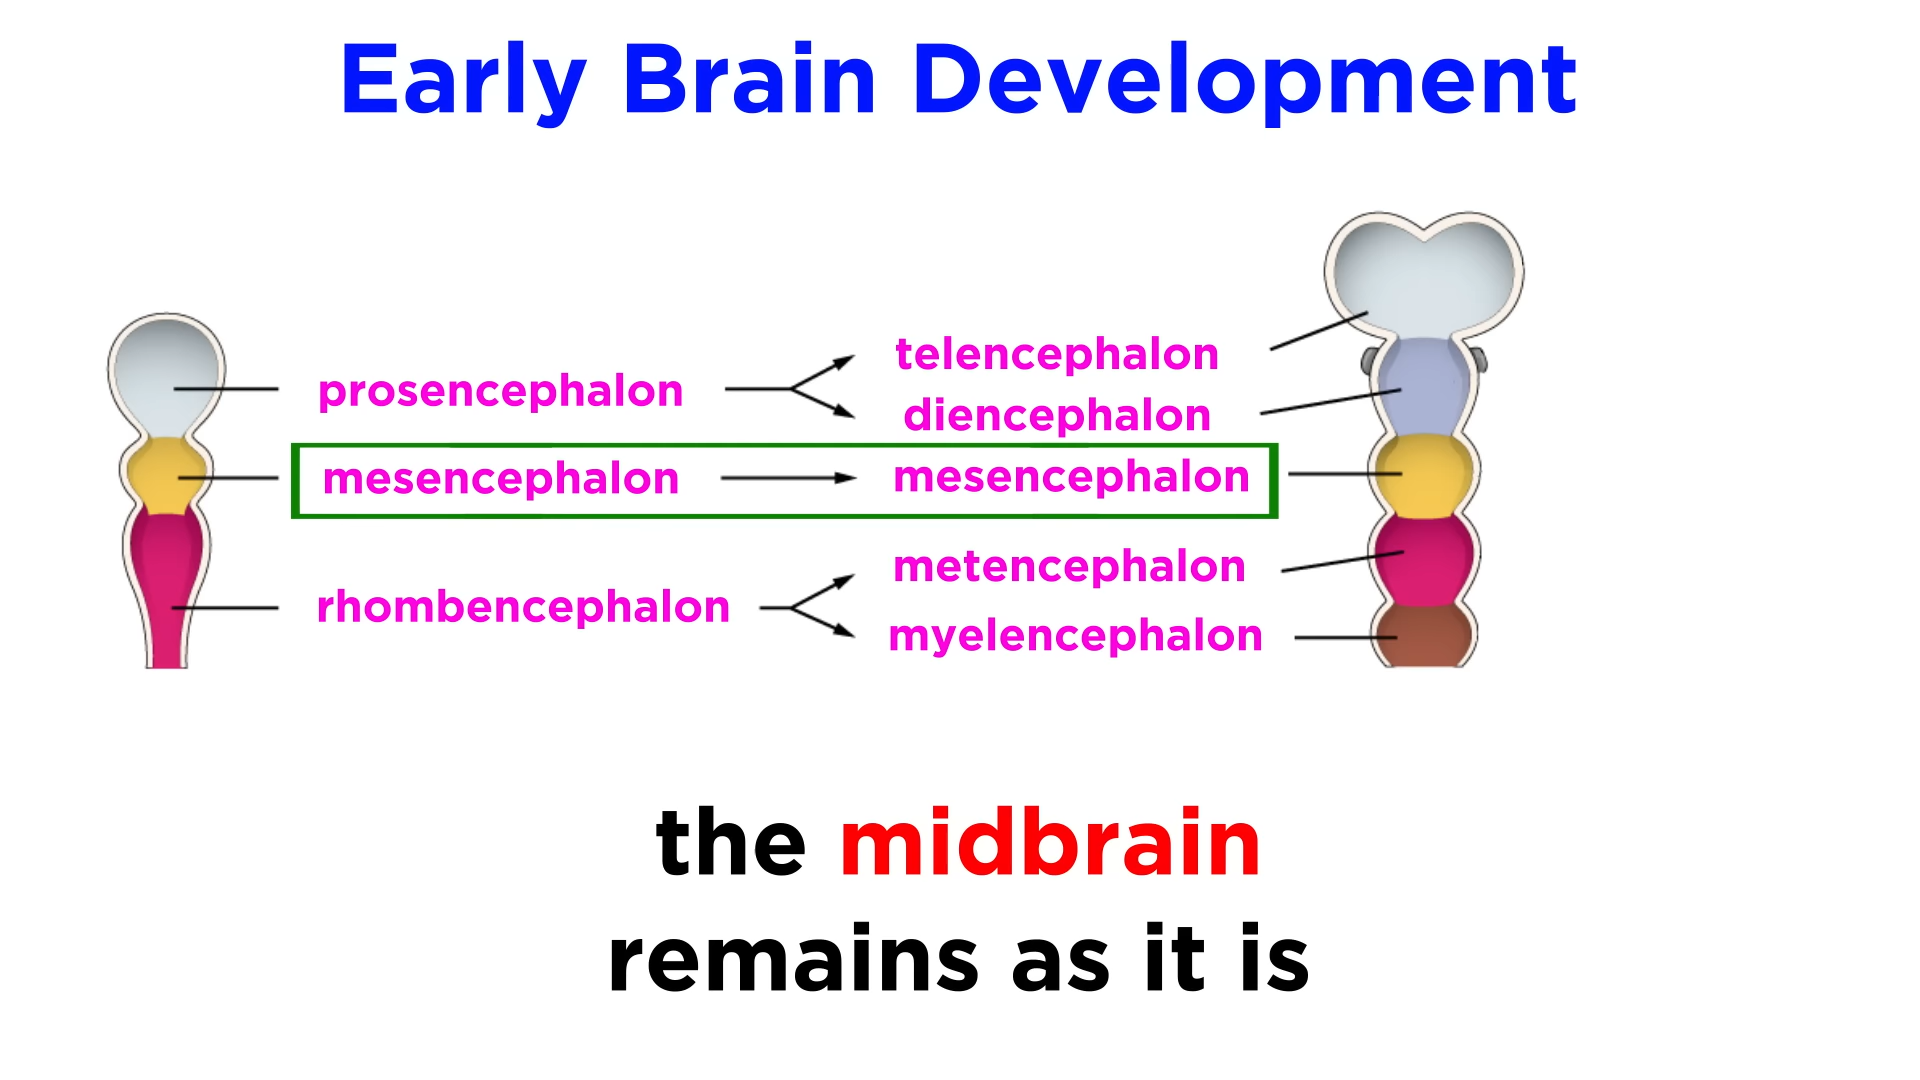 Early Brain Development
prosencephalon
telencephalon
diencephalon
mesencephalon
mesencephalon
rhombencephalon
metencephalon
myelencephalon
the midbrain
remains as it is